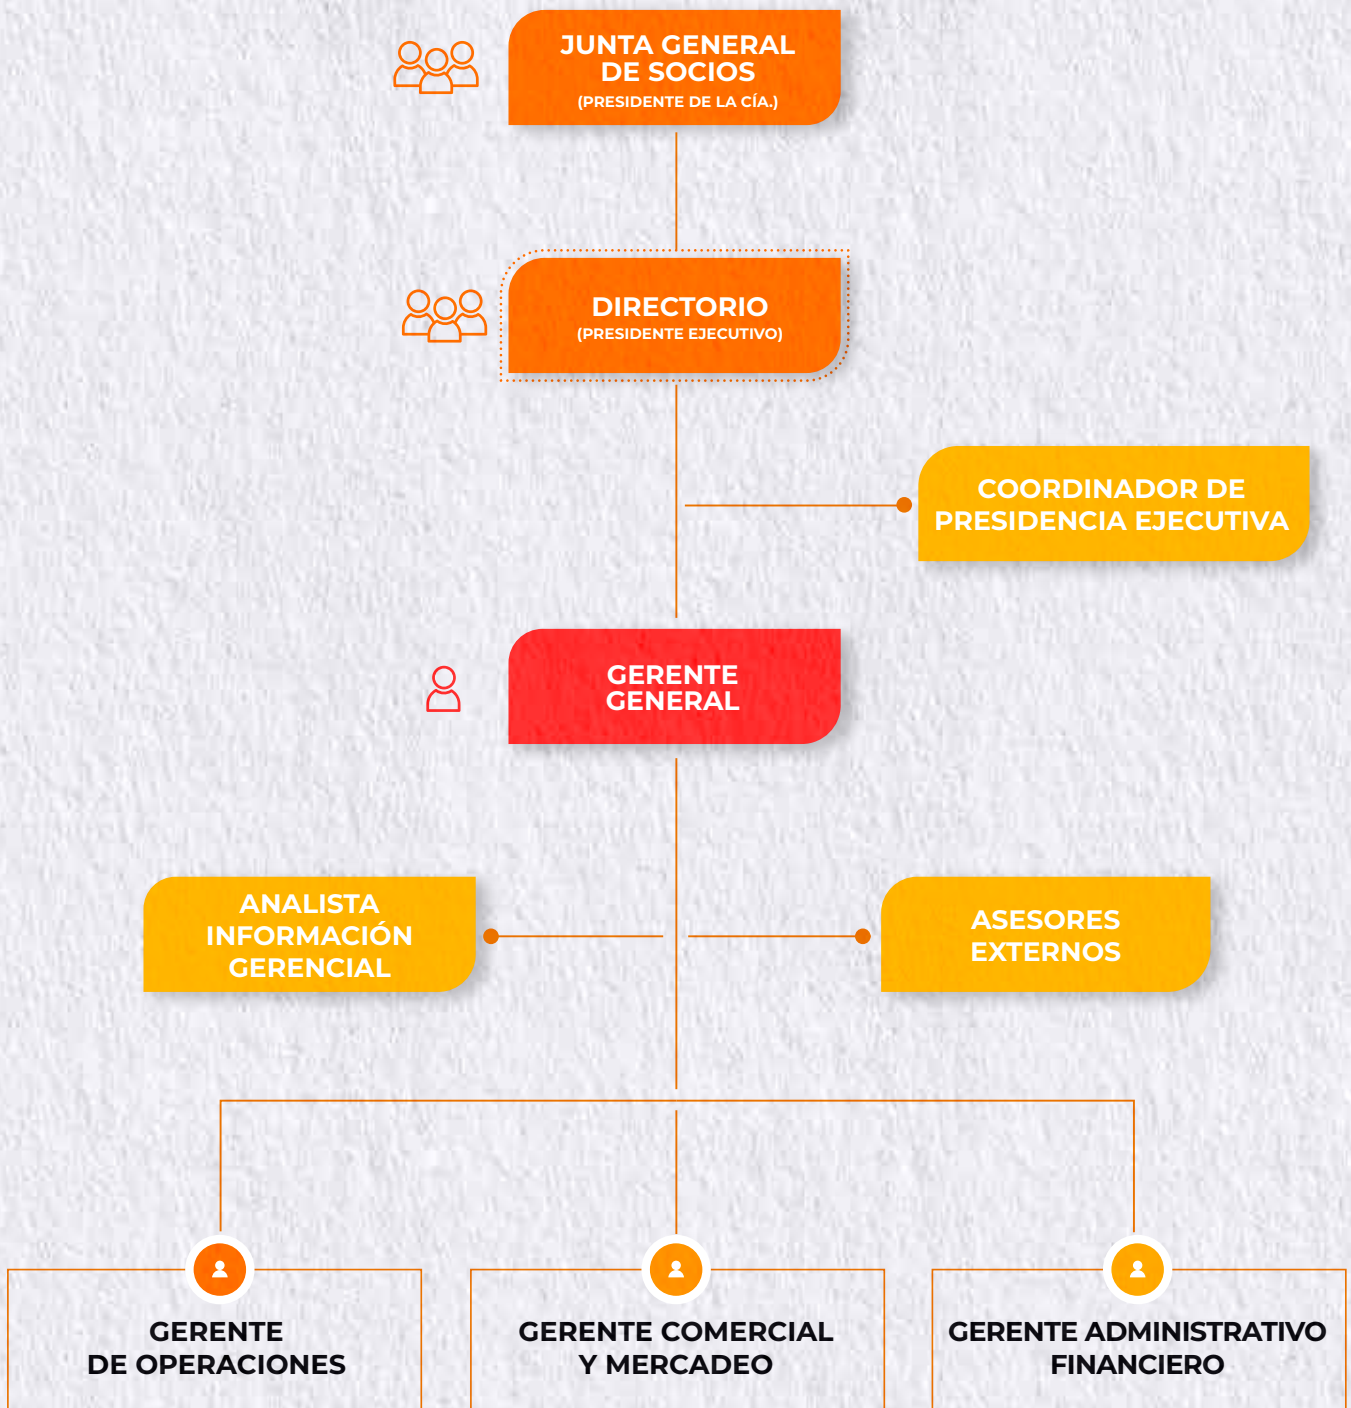 JUNTA GENERAL
DE SOCIOS
(PRESIDENTE DE LA CÍA.)
DIRECTORIO
(PRESIDENTE EJECUTIVO)
COORDINADOR DE
PRESIDENCIA EJECUTIVA
GERENTE
GENERAL
ANALISTA
INFORMACIÓN
GERENCIAL
ASESORES
EXTERNOS
GERENTE
DE OPERACIONES
GERENTE COMERCIAL
Y MERCADEO
GERENTE ADMINISTRATIVO
FINANCIERO